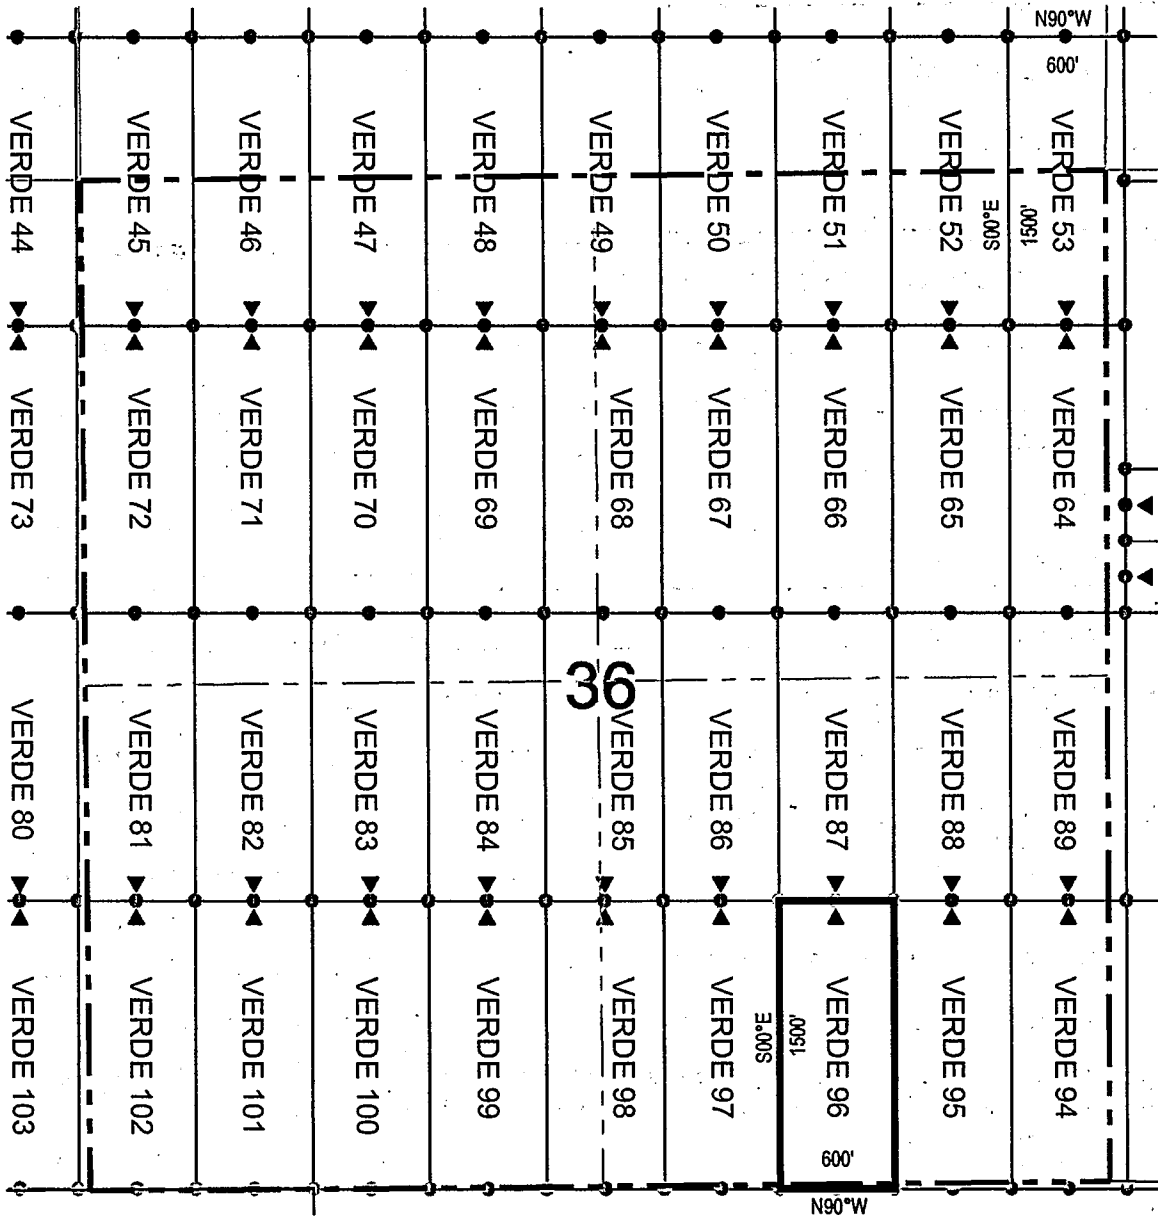 N90°W
600'
VERDE 44
VERDE 45
VERDE 46
VERDE 47
VERDE 48
VERDE 49
VERDE 50
VERDE 51
VERDE 52
S00°E
1500'
VERDE 53
VERDE 73
VERDE 72
VERDE 71
VERDE 70
VERDE 69
VERDE 68
VERDE 67
VERDE 66
VERDE 65
VERDE 64
36
VERDE 80
VERDE 81
VERDE 82
VERDE 83
VERDE 84
VERDE 85
VERDE 86
VERDE 87
VERDE 88
VERDE 89
VERDE 103
VERDE 102
VERDE 101
VERDE 100
VERDE 99
VERDE 98
VERDE 97
S00°E
1500'
VERDE 96
VERDE 95
VERDE 94
600'
N90°W